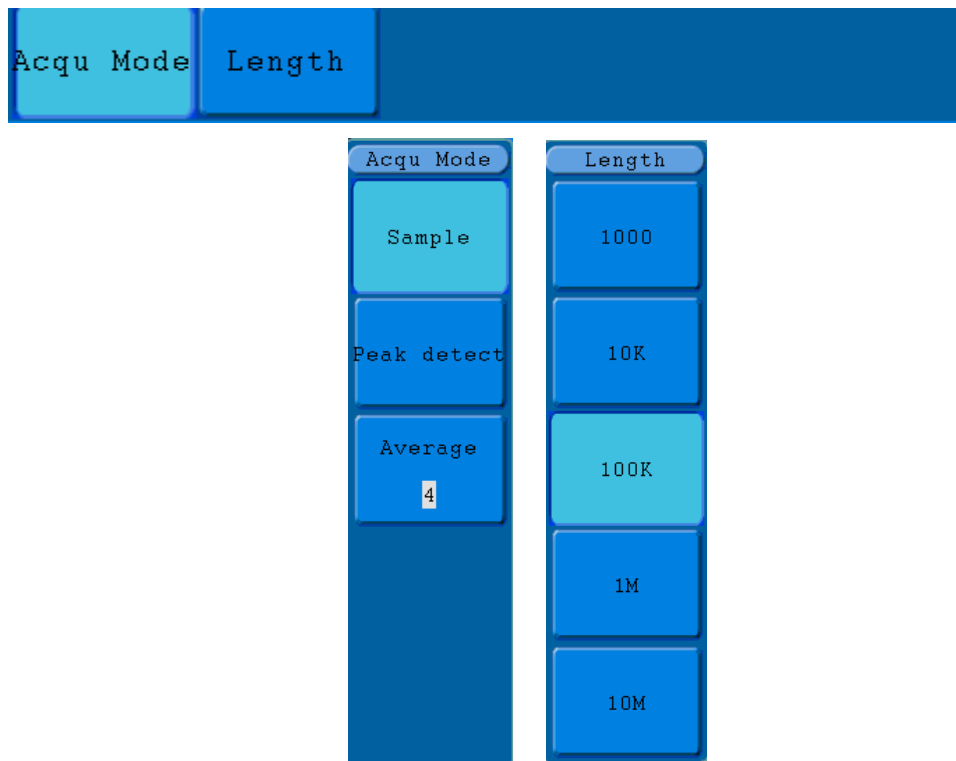 Acqu Mode
Length
Acqu Mode
Sample
Peak detect
Average
4
Length
1000
10K
100K
1M
10M